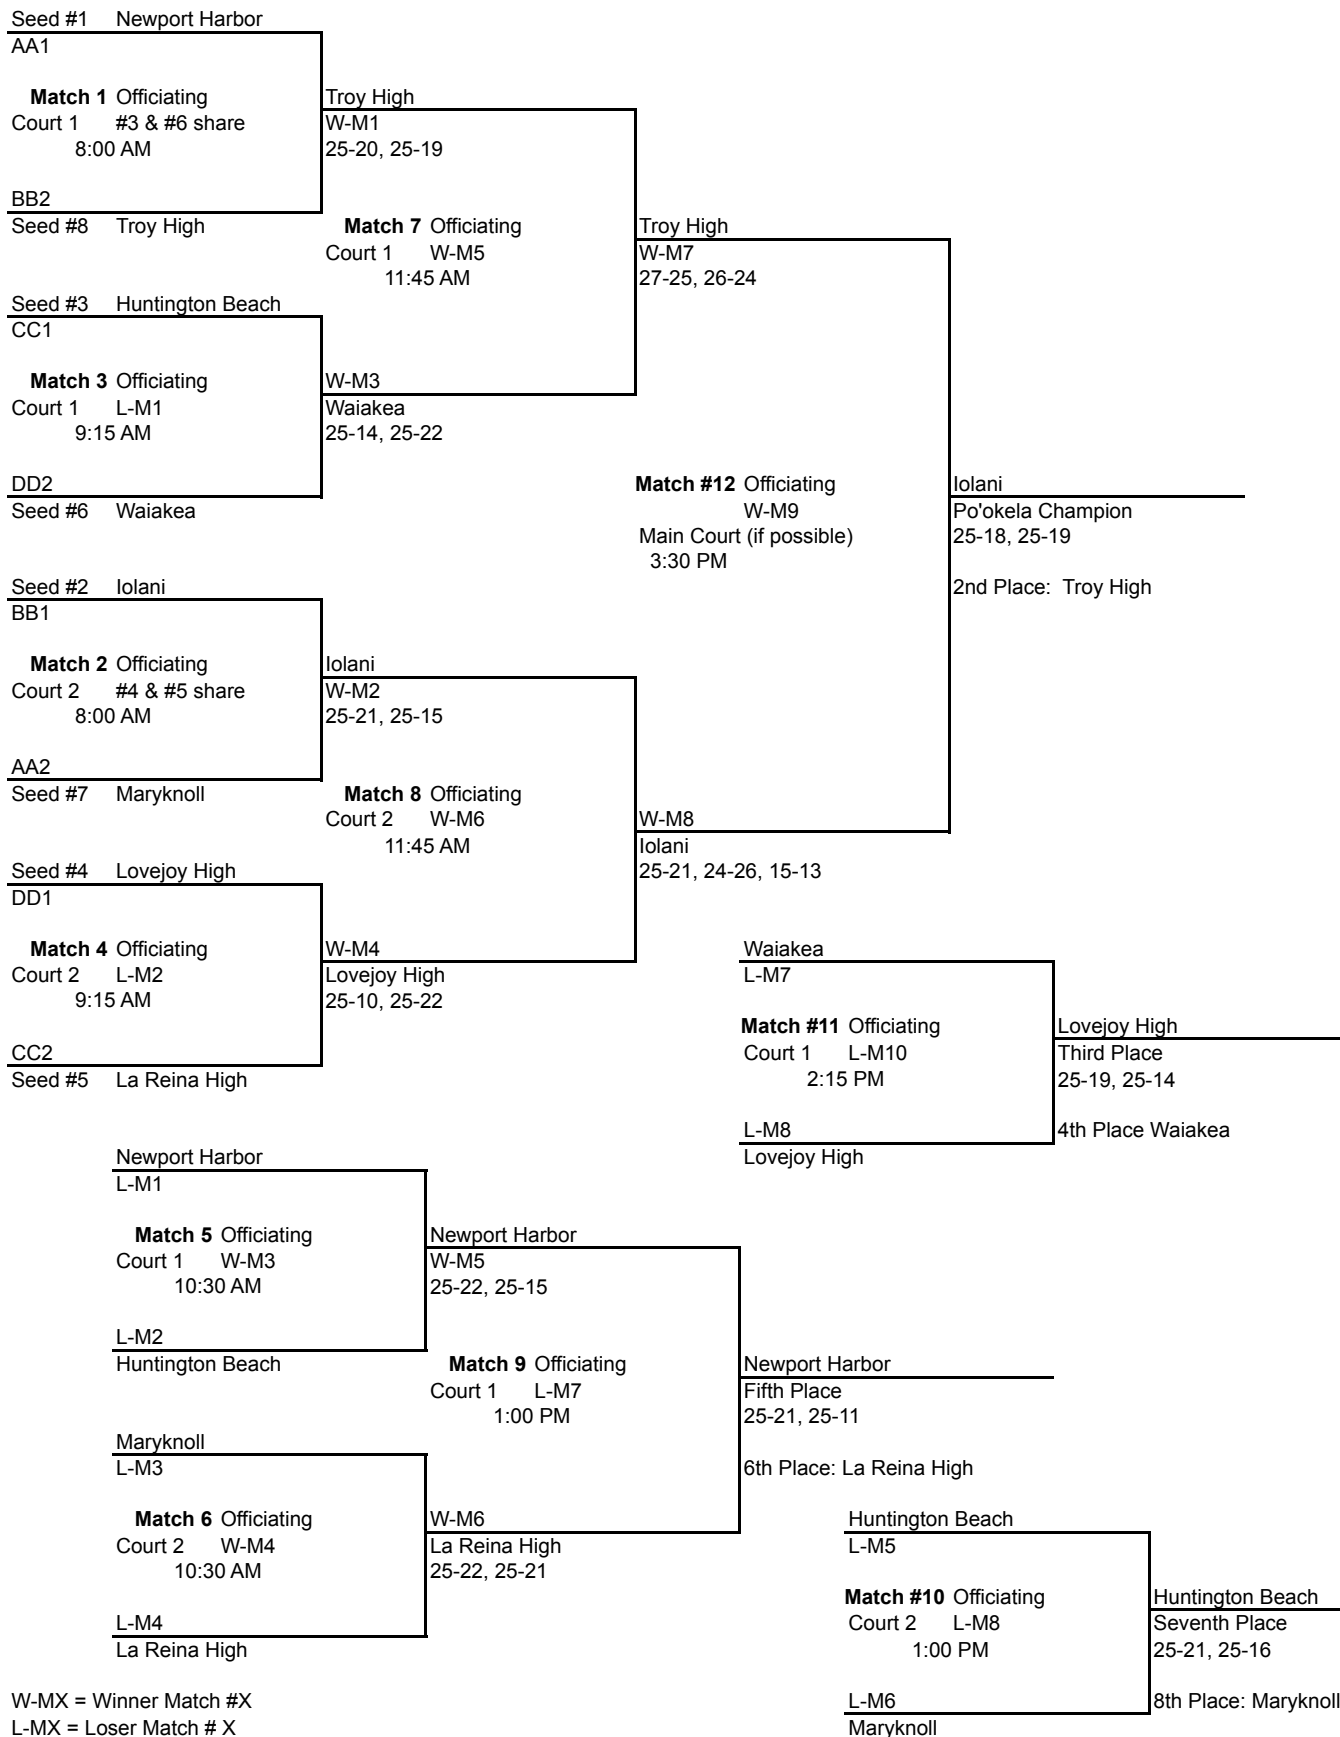 Seed #1 Newport Harbor
AA1
Match 1 Officiating
Court 1 #3 & #6 share
8:00 AM
BB2
Seed #8 Troy High
Troy High
W-M1
25-20, 25-19
Match 7 Officiating
Court 1 W-M5
11:45 AM
Seed #3 Huntington Beach
CC1
Match 3 Officiating
Court 1 L-M1
9:15 AM
DD2
Seed #6 Waiakea
W-M3
Waiakea
25-14, 25-22
Troy High
W-M7
27-25, 26-24
Match #12 Officiating
W-M9
Main Court (if possible)
3:30 PM
Iolani
Po'okela Champion
25-18, 25-19
2nd Place: Troy High
Seed #2 Iolani
BB1
Match 2 Officiating
Court 2 #4 & #5 share
8:00 AM
AA2
Seed #7 Maryknoll
Iolani
W-M2
25-21, 25-15
Match 8 Officiating
Court 2 W-M6
11:45 AM
W-M8
Iolani
25-21, 24-26, 15-13
Seed #4 Lovejoy High
DD1
Match 4 Officiating
Court 2 L-M2
9:15 AM
CC2
Seed #5 La Reina High
W-M4
Lovejoy High
25-10, 25-22
Waiakea
L-M7
Match #11 Officiating
Court 1 L-M10
2:15 PM
L-M8
Lovejoy High
Lovejoy High
Third Place
25-19, 25-14
4th Place Waiakea
Newport Harbor
L-M1
Match 5 Officiating
Court 1 W-M3
10:30 AM
L-M2
Huntington Beach
Newport Harbor
W-M5
25-22, 25-15
Match 9 Officiating
Court 1 L-M7
1:00 PM
Newport Harbor
Fifth Place
25-21, 25-11
6th Place: La Reina High
Maryknoll
L-M3
Match 6 Officiating
Court 2 W-M4
10:30 AM
L-M4
La Reina High
W-M6
La Reina High
25-22, 25-21
Huntington Beach
L-M5
Match #10 Officiating
Court 2 L-M8
1:00 PM
L-M6
Maryknoll
Huntington Beach
Seventh Place
25-21, 25-16
8th Place: Maryknoll
W-MX = Winner Match #X
L-MX = Loser Match # X